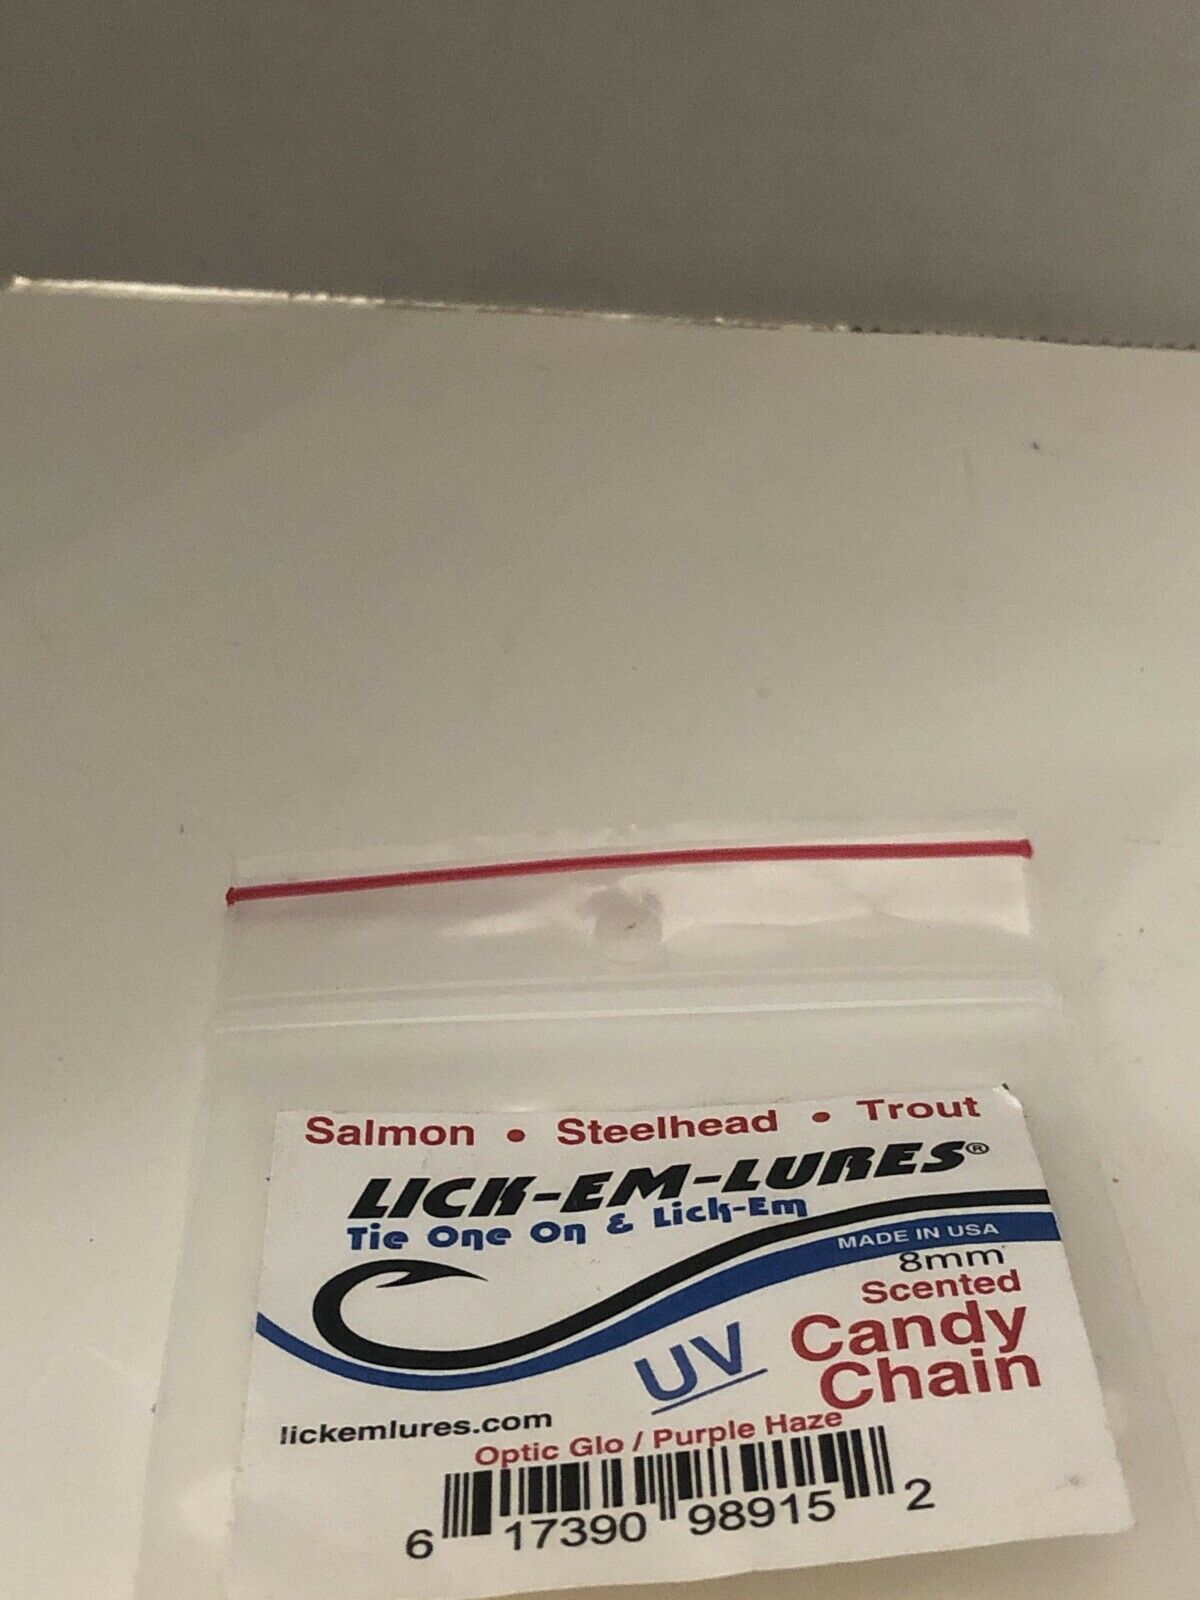 Salmon • Steelhead • Trout
LICK-EM-LURES®
Tie One On & Lick-Em
MADE IN USA
8mm
Scented
Candy
Chain
UV
lickemlures.com
Optic Glo / Purple Haze
6 17390 98915 2